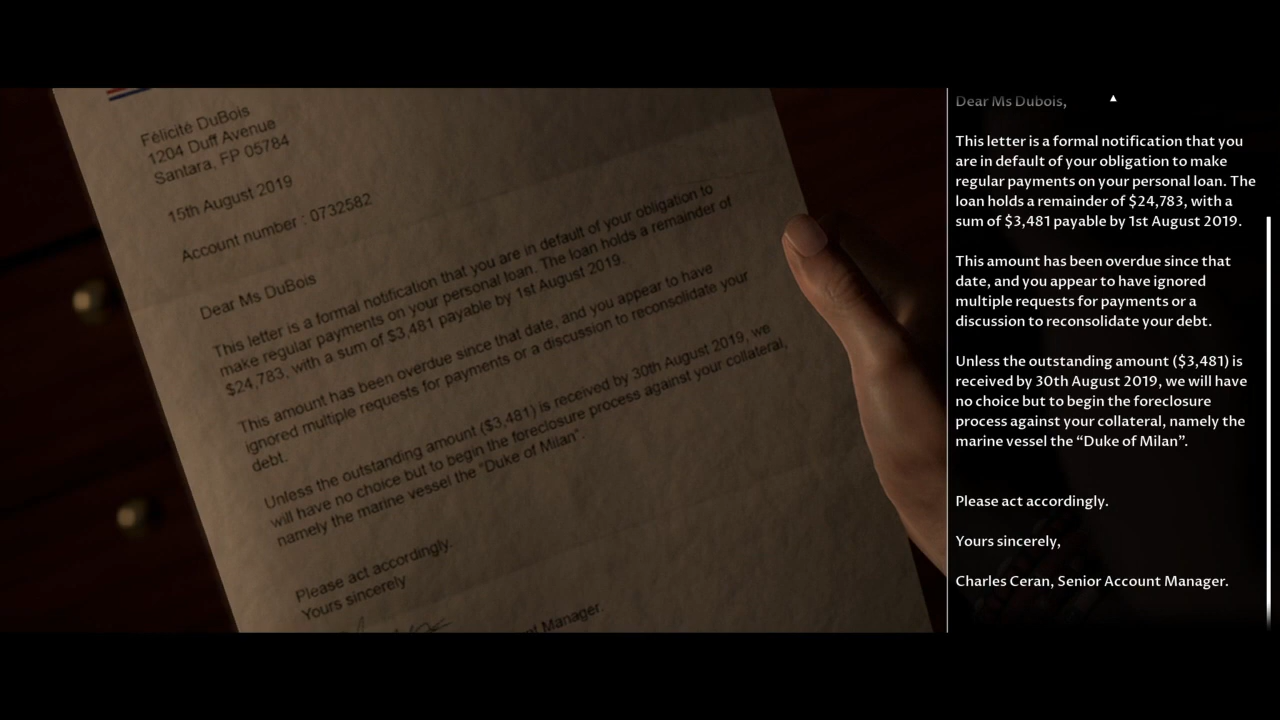 Félicité DuBois
1204 Duff Avenue
Santara, FP 05784
15th August 2019
Account number : 0732582
Dear Ms DuBois
This letter is a formal notification that you are in default of your obligation to
make regular payments on your personal loan. The loan holds a remainder of
$24,783, with a sum of $3,481 payable by 1st August 2019.
This amount has been overdue since that date, and you appear to have
ignored multiple requests for payments or a discussion to reconsolidate your
debt.
Unless the outstanding amount ($3,481) is received by 30th August 2019, we
will have no choice but to begin the foreclosure process against your collateral,
namely the marine vessel the "Duke of Milan".
Please act accordingly.
Yours sincerely
Manager.
Dear Ms Dubois,
This letter is a formal notification that you
are in default of your obligation to make
regular payments on your personal loan. The
loan holds a remainder of $24,783, with a
sum of $3,481 payable by 1st August 2019.
This amount has been overdue since that
date, and you appear to have ignored
multiple requests for payments or a
discussion to reconsolidate your debt.
Unless the outstanding amount ($3,481) is
received by 30th August 2019, we will have
no choice but to begin the foreclosure
process against your collateral, namely the
marine vessel the “Duke of Milan”.
Please act accordingly.
Yours sincerely,
Charles Ceran, Senior Account Manager.